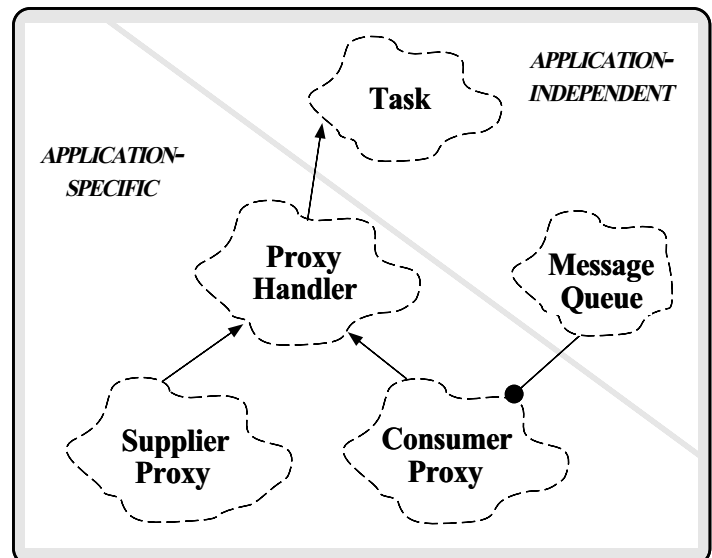 Task
APPLICATION-
INDEPENDENT
APPLICATION-
SPECIFIC
Proxy
Handler
Message
Queue
Supplier
Proxy
Consumer
Proxy